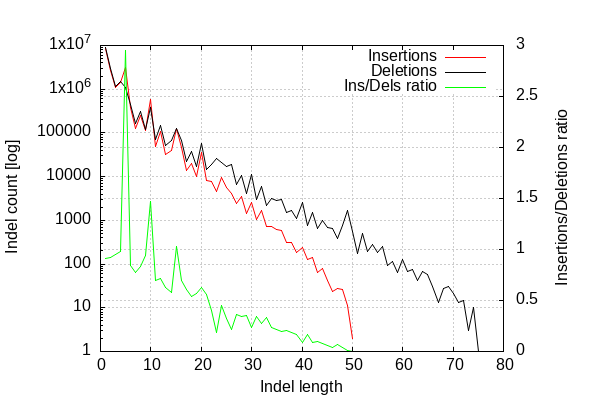 Insertions
Deletions
Ins/Dels ratio
1x10^7
1x10^6
100000
10000
1000
100
10
1
3
2.5
2
1.5
1
0.5
0
0 10 20 30 40 50 60 70 80
Indel length
Indel count [log]
Insertions/Deletions ratio